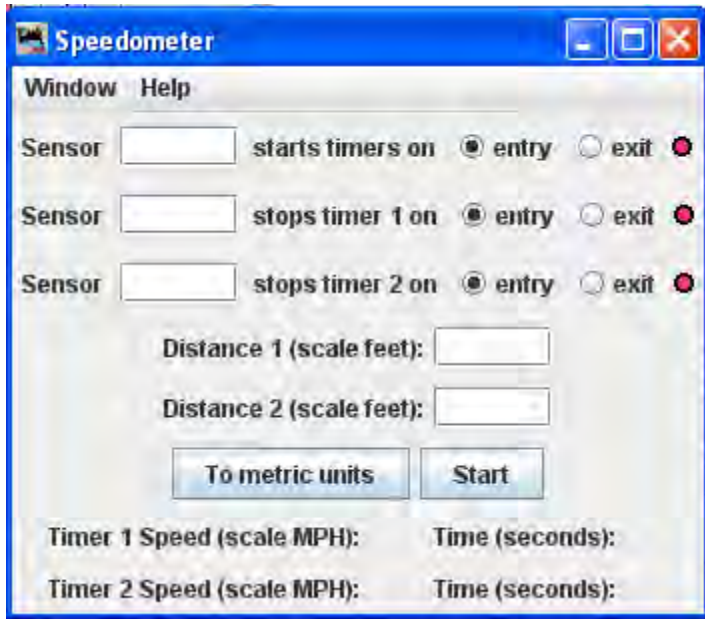 Speedometer
Window Help
Sensor starts timers on entry exit
Sensor stops timer 1 on entry exit
Sensor stops timer 2 on entry exit
Distance 1 (scale feet):
Distance 2 (scale feet):
To metric units Start
Timer 1 Speed (scale MPH): Time (seconds):
Timer 2 Speed (scale MPH): Time (seconds):